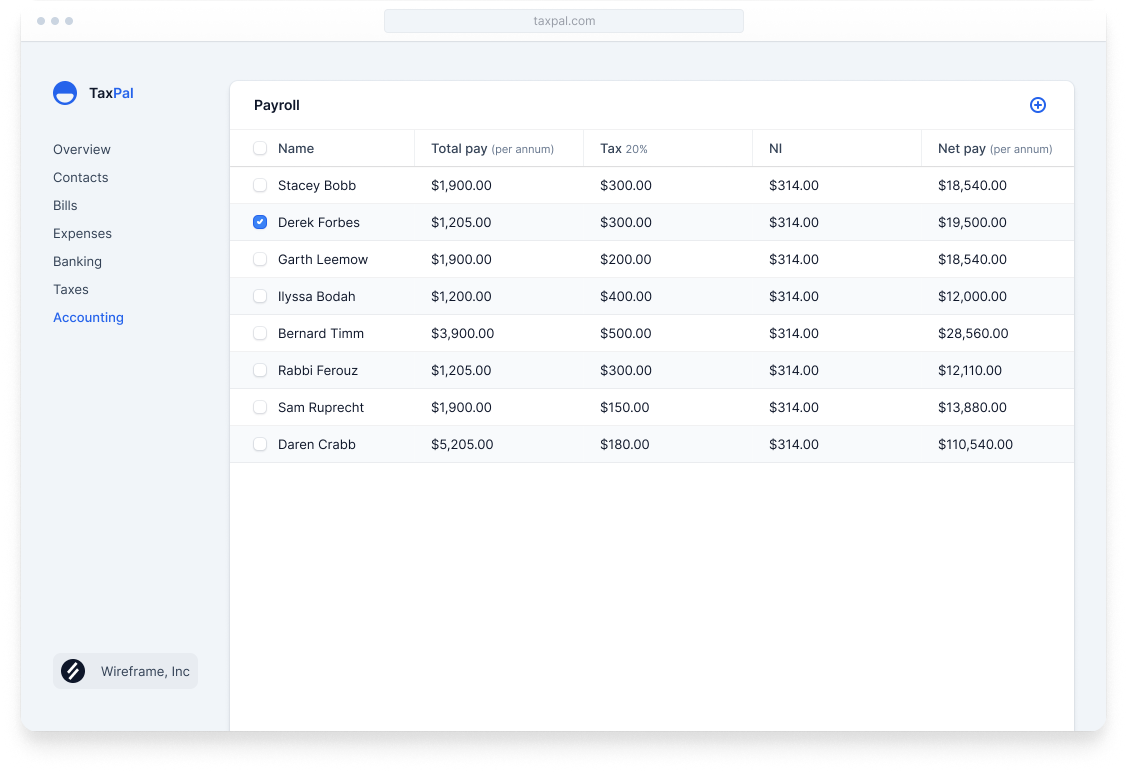 taxpal.com
TaxPal
Overview
Contacts
Bills
Expenses
Banking
Taxes
Accounting
Wireframe, Inc
Payroll
Name Total pay (per annum) Tax 20% NI Net pay (per annum)
Stacey Bobb $1,900.00 $300.00 $314.00 $18,540.00
Derek Forbes $1,205.00 $300.00 $314.00 $19,500.00
Garth Leemow $1,900.00 $200.00 $314.00 $18,540.00
Ilyssa Bodah $1,200.00 $400.00 $314.00 $12,000.00
Bernard Timm $3,900.00 $500.00 $314.00 $28,560.00
Rabbi Ferouz $1,205.00 $300.00 $314.00 $12,110.00
Sam Ruprecht $1,900.00 $150.00 $314.00 $13,880.00
Daren Crabb $5,205.00 $180.00 $314.00 $110,540.00